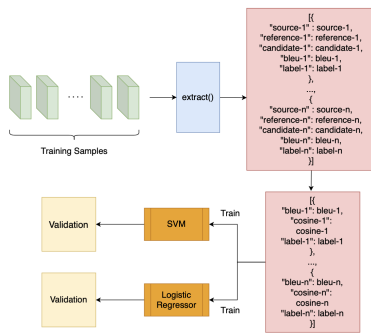 [{
"source-1" : source-1,
"reference-1": reference-1,
"candidate-1": candidate-1,
"bleu-1": bleu-1,
"label-1": label-1
},
...,
{
"source-n" : source-n,
"reference-n": reference-n,
"candidate-n": candidate-n,
"bleu-n": bleu-n,
"label-n": label-n
}]
extract()
Training Samples
[{
"bleu-1": bleu-1,
"cosine-1":
cosine-1
"label-1": label-1
},
...,
{
"bleu-n": bleu-n,
"cosine-n":
cosine-n
"label-n": label-n
}]
Train
SVM
Validation
Logistic
Regressor
Train
Validation